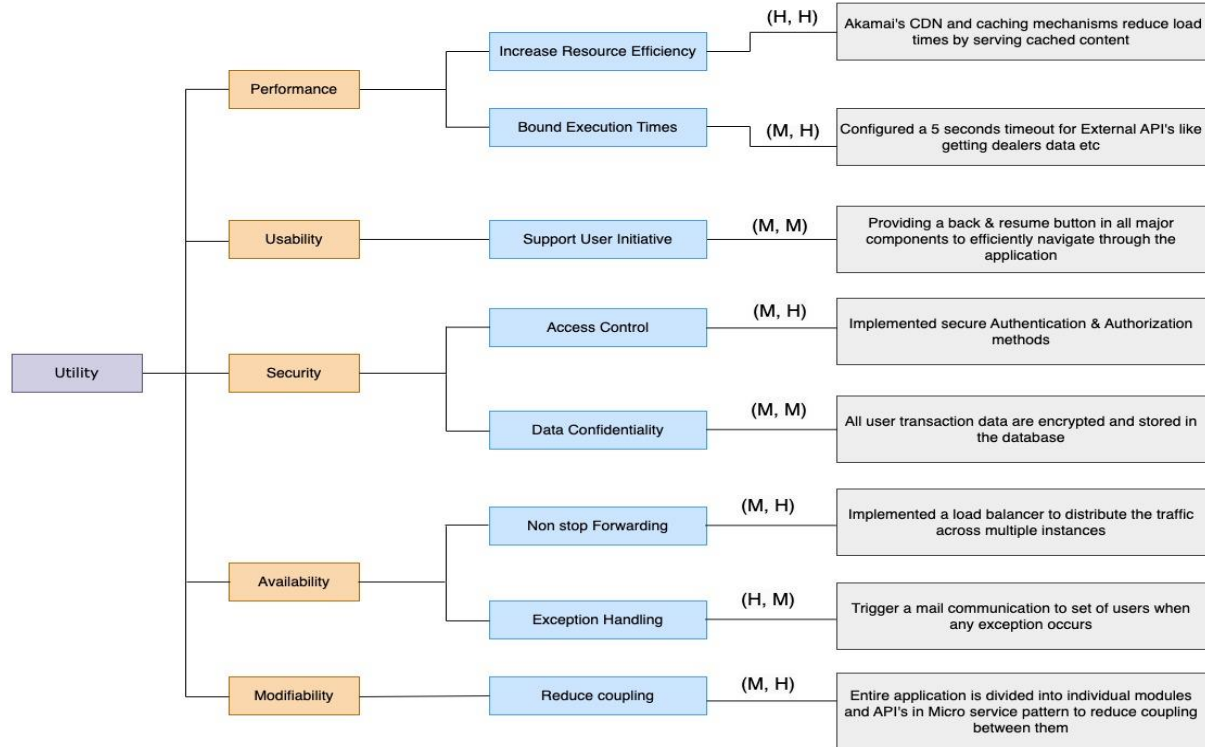 (H, H)
Akamai's CDN and caching mechanisms reduce load
times by serving cached content
Increase Resource Efficiency
Performance
Bound Execution Times
(M, H)
Configured a 5 seconds timeout for External API's like
getting dealers data etc
Usability
Support User Initiative
(M, M)
Providing a back & resume button in all major
components to efficiently navigate through the
application
Access Control
(M, H)
Implemented secure Authentication & Authorization
methods
Utility
Security
Data Confidentiality
(M, M)
All user transaction data are encrypted and stored in
the database
Non stop Forwarding
(M, H)
Implemented a load balancer to distribute the traffic
across multiple instances
Availability
Exception Handling
(H, M)
Trigger a mail communication to set of users when
any exception occurs
Modifiability
Reduce coupling
(M, H)
Entire application is divided into individual modules
and API's in Micro service pattern to reduce coupling
between them